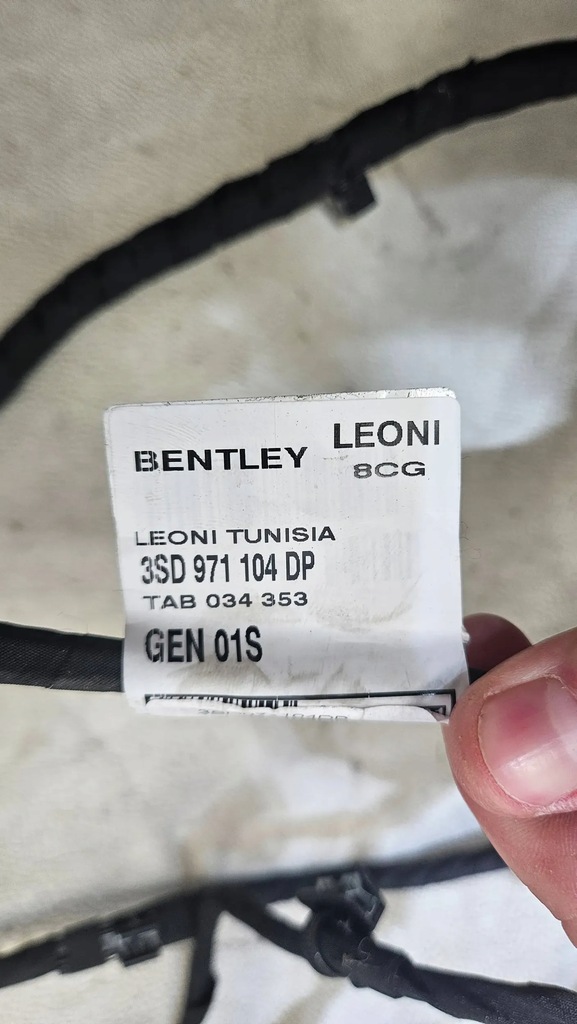 BENTLEY LEONI
8CG
LEONI TUNISIA
3SD 971 104 DP
TAB 034 353
GEN 01S